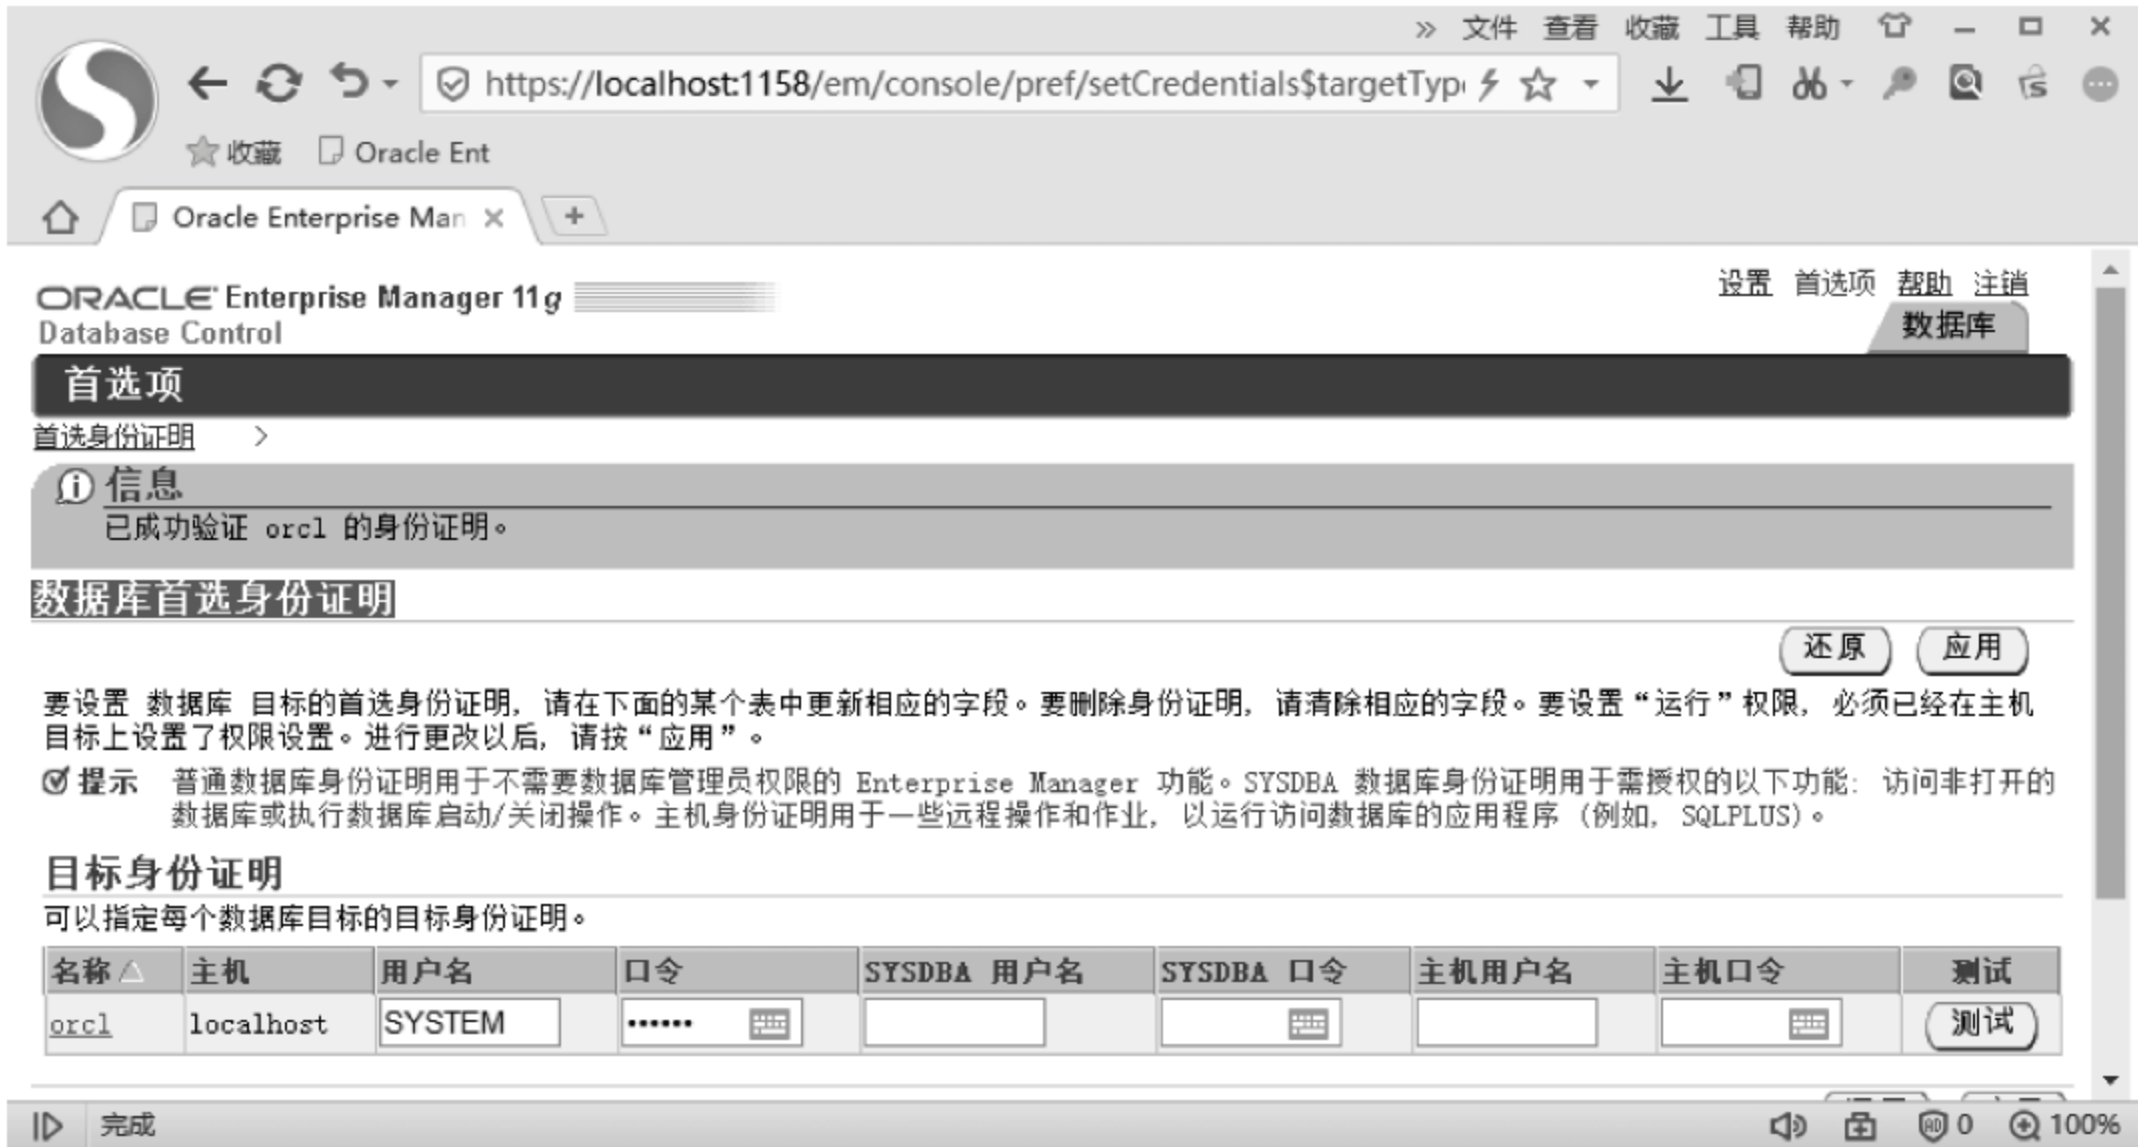 » 文件 查看 收藏 工具 帮助
https://localhost:1158/em/console/pref/setCredentials$targetTyp
收藏 Oracle Ent
Oracle Enterprise Man
设置 首选项 帮助 注销
ORACLE Enterprise Manager 11g
Database Control
数据库
首选项
首选身份证明 >
信息
已成功验证 orcl 的身份证明。
数据库首选身份证明
还原 应用
要设置 数据库 目标的首选身份证明, 请在下面的某个表中更新相应的字段。要删除身份证明, 请清除相应的字段。要设置“运行”权限, 必须已经在主机
目标上设置了权限设置。进行更改以后, 请按“应用”。
提示 普通数据库身份证明用于不需要数据库管理员权限的 Enterprise Manager 功能。SYSDBA 数据库身份证明用于需授权的以下功能: 访问非打开的
数据库或执行数据库启动/关闭操作。主机身份证明用于一些远程操作和作业, 以运行访问数据库的应用程序 (例如, SQLPLUS)。
目标身份证明
可以指定每个数据库目标的目标身份证明。
名称 主机 用户名 口令 SYSDBA 用户名 SYSDBA 口令 主机用户名 主机口令 测试
orcl localhost SYSTEM •••••• 测试
完成 0 100%